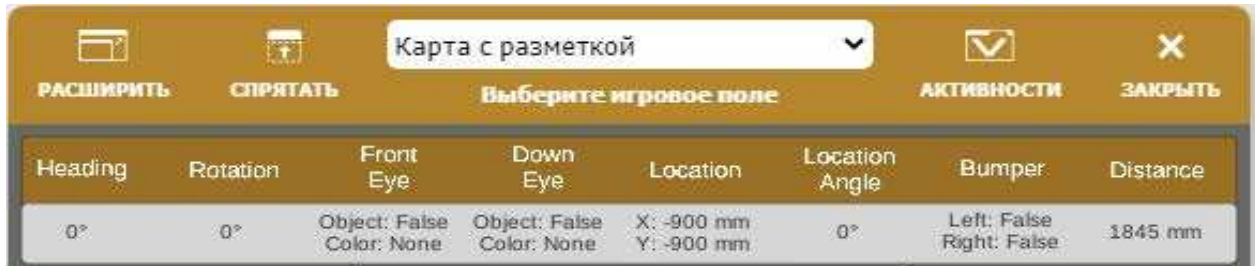 Карта с разметкой
РАСШИРИТЬ СПРЯТАТЬ Выберите игровое поле АКТИВНОСТИ ЗАКРЫТЬ
Heading Rotation Front Eye Down Eye Location Location Angle Bumper Distance
0° 0° Object: False Color: None Object: False Color: None X: -900 mm Y: -900 mm 0° Left: False Right: False 1845 mm